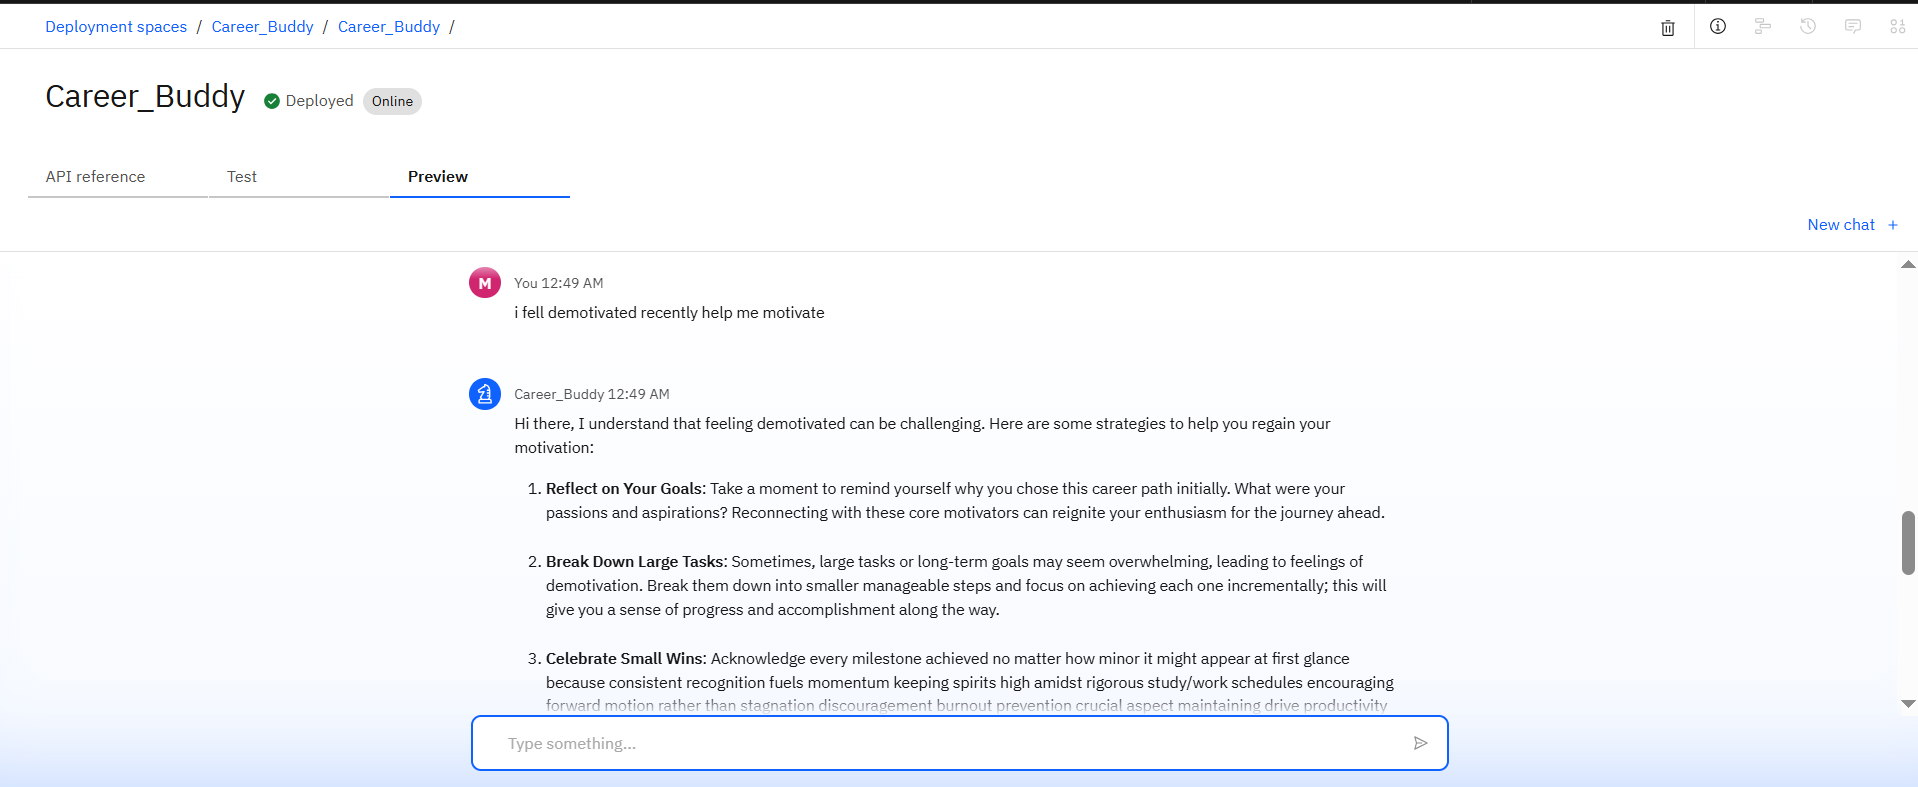 Deployment spaces / Career_Buddy / Career_Buddy /
Career_Buddy Deployed Online
API reference Test Preview
New chat +
M You 12:49 AM
i fell demotivated recently help me motivate
Career_Buddy 12:49 AM
Hi there, I understand that feeling demotivated can be challenging. Here are some strategies to help you regain your
motivation:
1. Reflect on Your Goals: Take a moment to remind yourself why you chose this career path initially. What were your
passions and aspirations? Reconnecting with these core motivators can reignite your enthusiasm for the journey ahead.
2. Break Down Large Tasks: Sometimes, large tasks or long-term goals may seem overwhelming, leading to feelings of
demotivation. Break them down into smaller manageable steps and focus on achieving each one incrementally; this will
give you a sense of progress and accomplishment along the way.
3. Celebrate Small Wins: Acknowledge every milestone achieved no matter how minor it might appear at first glance
because consistent recognition fuels momentum keeping spirits high amidst rigorous study/work schedules encouraging
forward motion rather than stagnation discouragement burnout prevention crucial aspect maintaining drive productivity
Type something...